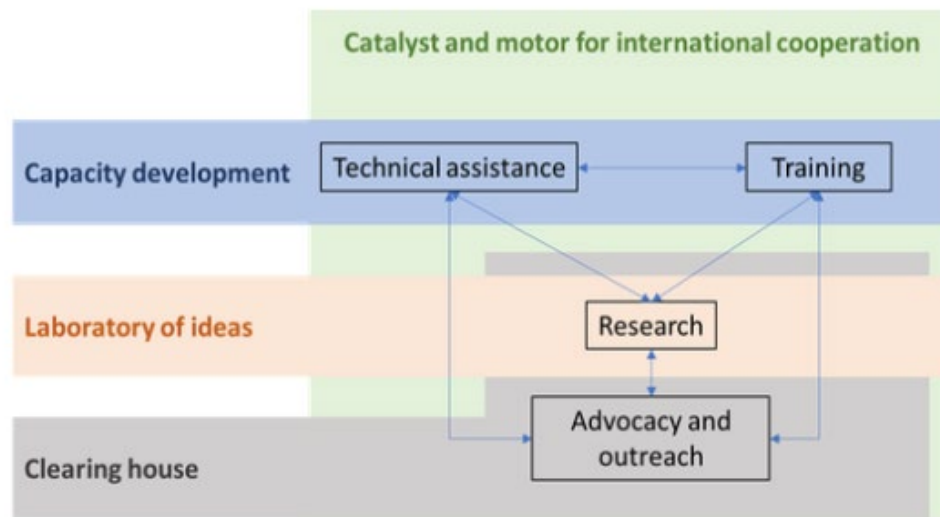 Catalyst and motor for international cooperation
Capacity development
Technical assistance
Training
Laboratory of ideas
Research
Advocacy and
outreach
Clearing house